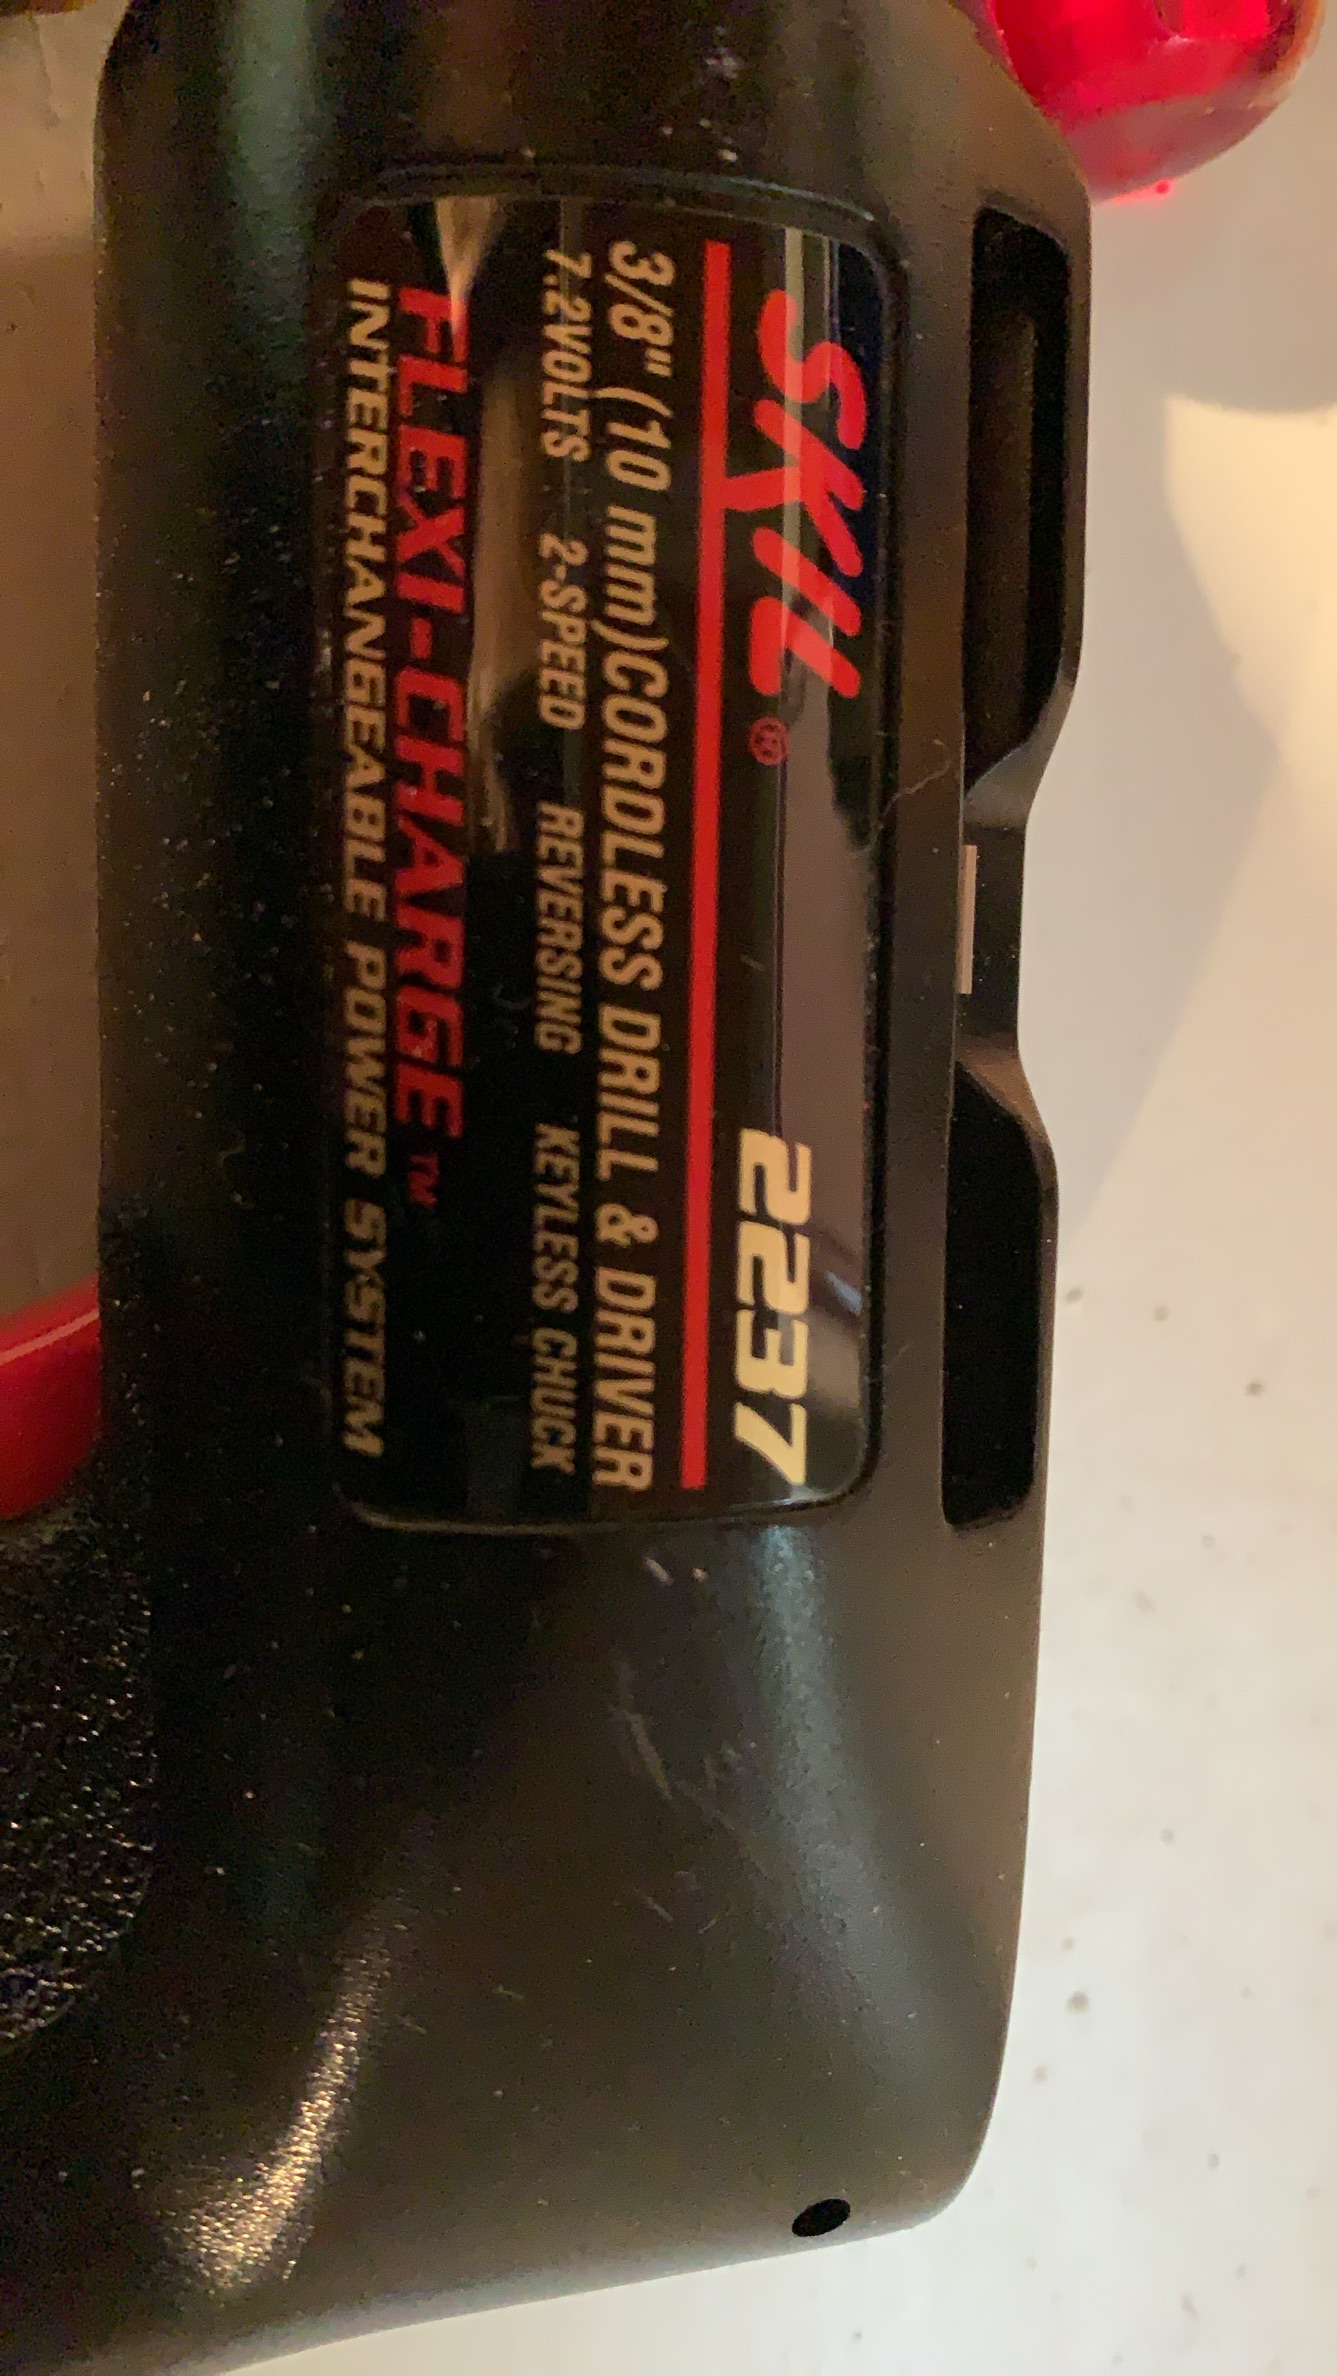 SKIL® 2237
3/8" (10 mm)CORDLESS DRILL & DRIVER
7.2VOLTS 2-SPEED REVERSING KEYLESS CHUCK
FLEXI-CHARGE™
INTERCHANGEABLE POWER SYSTEM